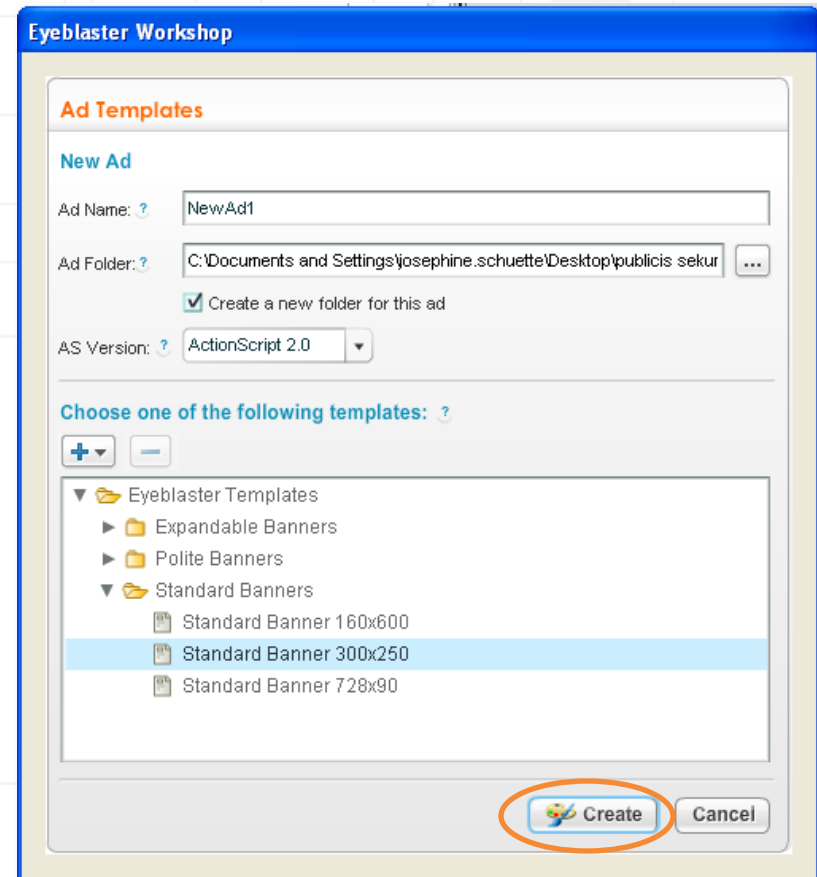 Eyeblaster Workshop
Ad Templates
New Ad
Ad Name: ? NewAd1
Ad Folder: ? C:\Documents and Settings\josephine.schuette\Desktop\publicis sekur ...
Create a new folder for this ad
AS Version: ? ActionScript 2.0
Choose one of the following templates: ?
Eyeblaster Templates
Expandable Banners
Polite Banners
Standard Banners
Standard Banner 160x600
Standard Banner 300x250
Standard Banner 728x90
Create Cancel